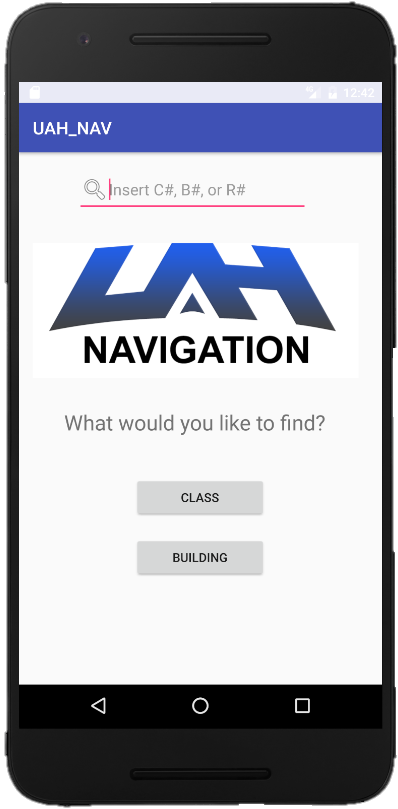 12:42
UAH_NAV
Insert C#, B#, or R#
UAH
NAVIGATION
What would you like to find?
CLASS
BUILDING